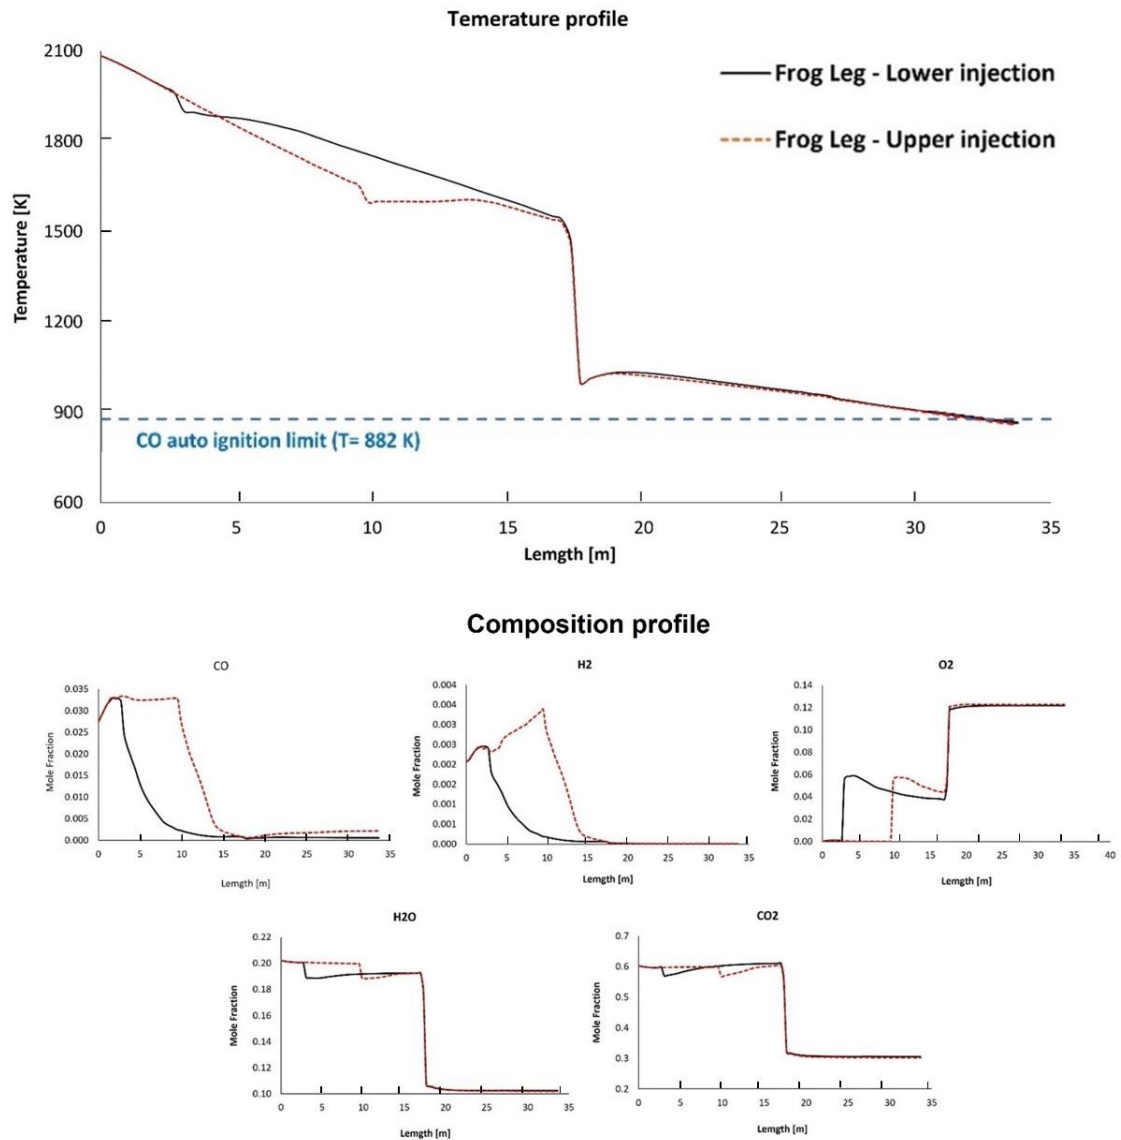 Temerature profile
2100
1800
1500
1200
900
600
Temperature [K]
Frog Leg - Lower injection
Frog Leg - Upper injection
CO auto ignition limit (T= 882 K)
0 5 10 15 20 25 30 35
Lemgth [m]
Composition profile
CO
0.035
0.030
0.025
0.020
0.015
0.010
0.005
0.000
Mole Fraction
0 5 10 15 20 25 30 35
Lemgth [m]
H2
0.004
0.004
0.003
0.003
0.002
0.002
0.001
0.001
0.000
Mole Fraction
0 5 10 15 20 25 30 35
Lemgth [m]
O2
0.14
0.12
0.10
0.08
0.06
0.04
0.02
0.00
Mole Fraction
0 5 10 15 20 25 30 35 40
Lemgth [m]
H2O
0.22
0.20
0.18
0.16
0.14
0.12
0.10
Mole Fraction
0 5 10 15 20 25 30 35
Lemgth [m]
CO2
0.7
0.6
0.5
0.4
0.3
0.2
Mole Fraction
0 5 10 15 20 25 30 35
Lemgth [m]